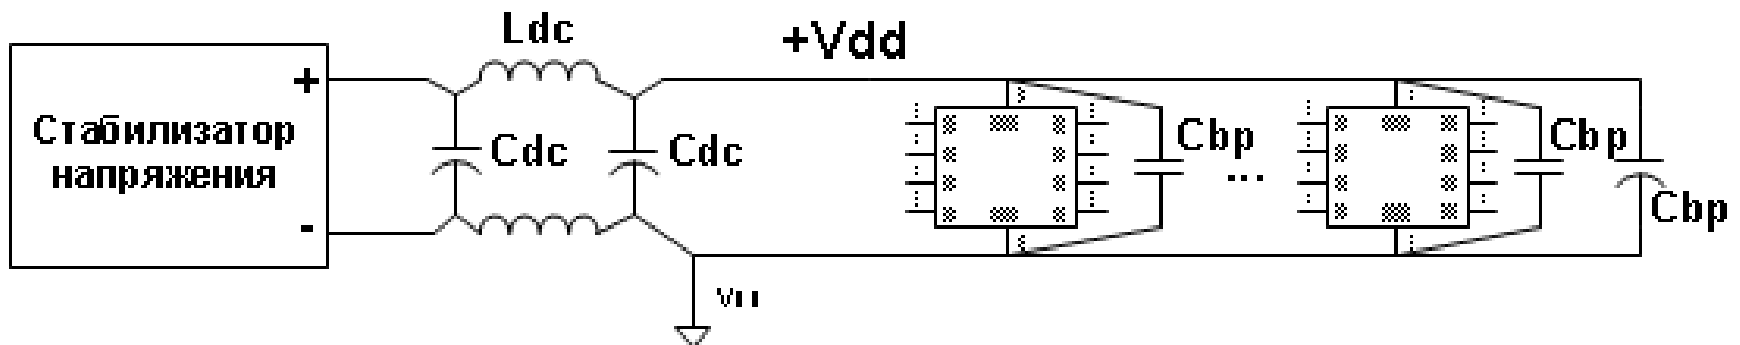 Ldc
+Vdd
+
Стабилизатор
напряжения
Cdc
Cdc
Cbp
...
Cbp
Cbp
-